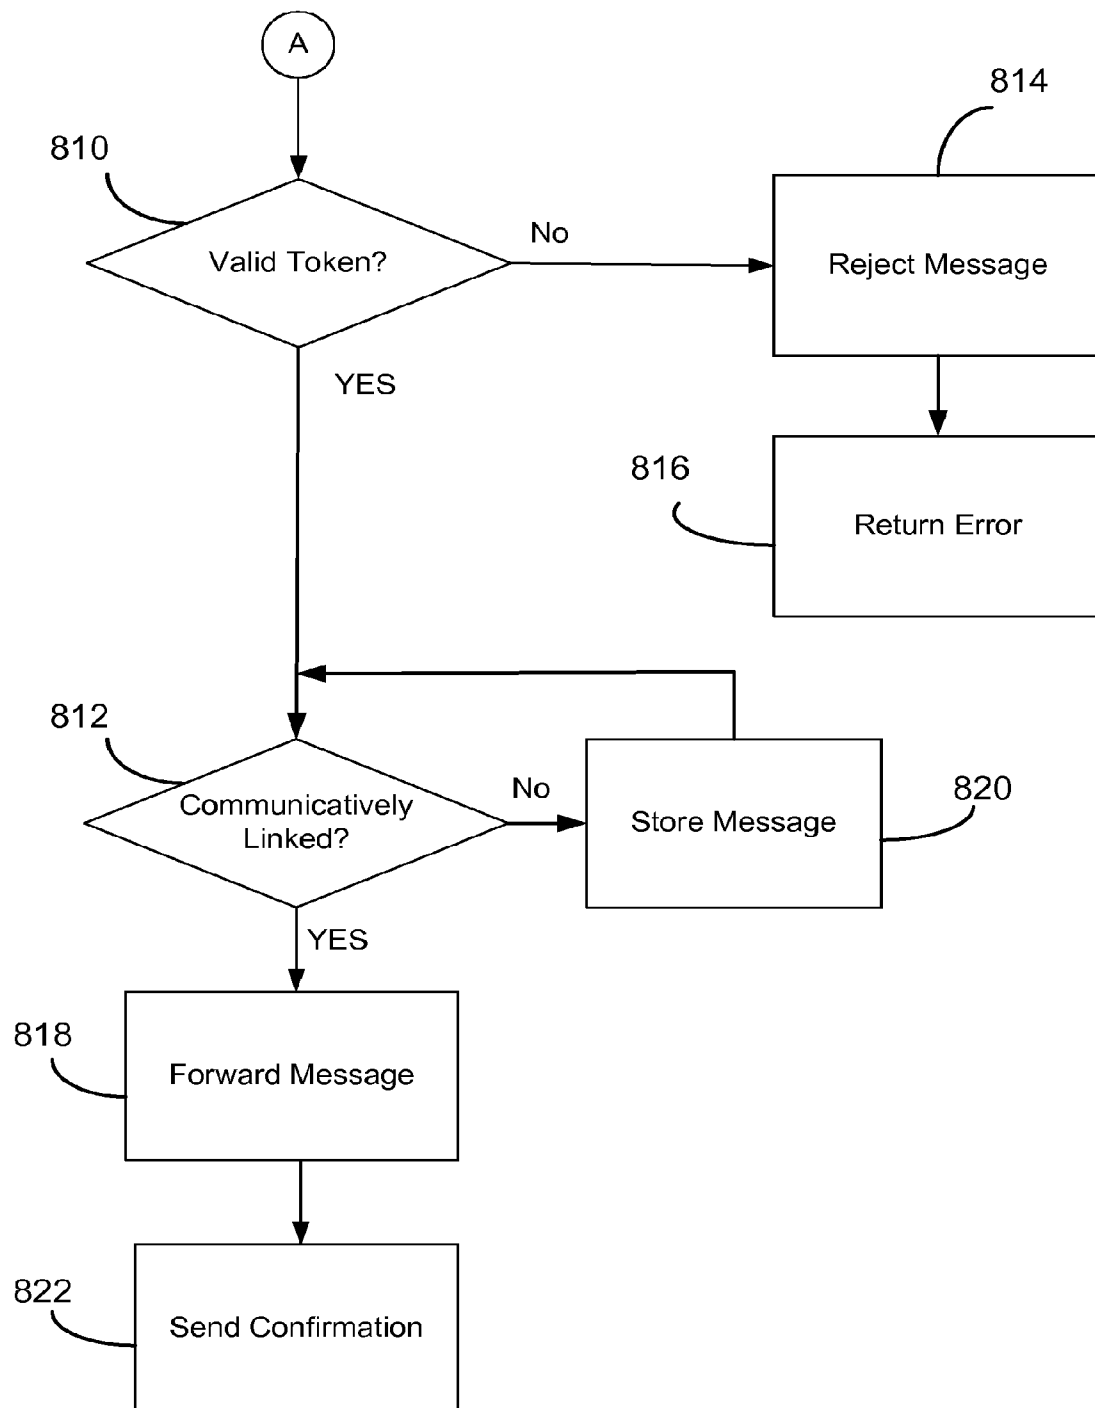 A
814
810
No
Valid Token?
Reject Message
YES
816
Return Error
812
No
820
Communicatively
Linked?
Store Message
YES
818
Forward Message
822
Send Confirmation